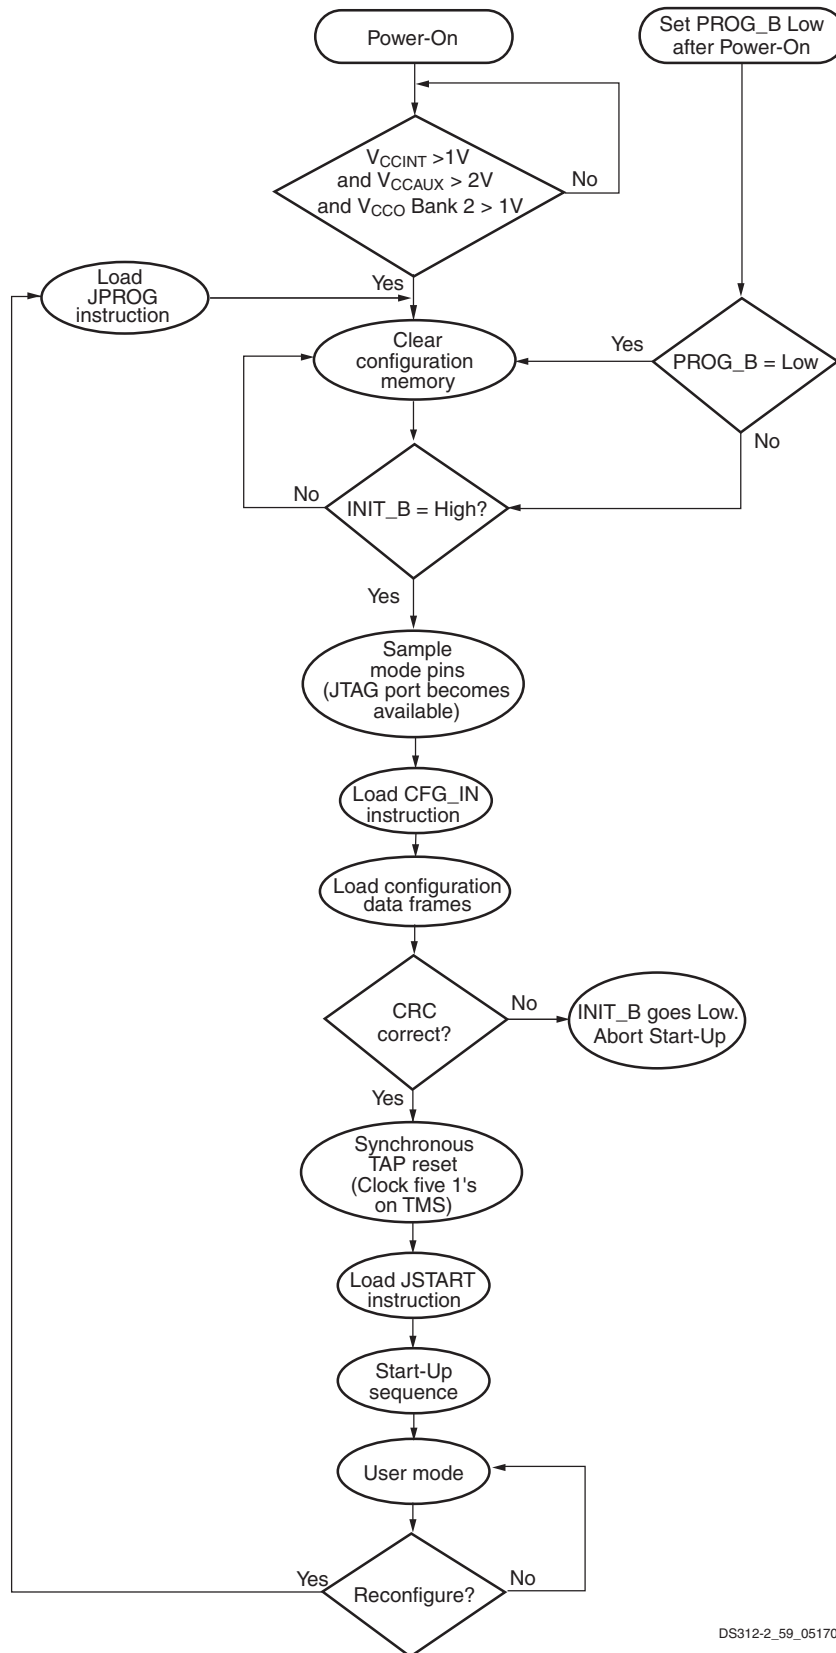 Power-On
Set PROG_B Low
after Power-On
VCCINT >1V
and VCCAUX > 2V
and VCCO Bank 2 > 1V
No
Yes
Load
JPROG
instruction
Clear
configuration
memory
Yes
PROG_B = Low
No
No
INIT_B = High?
Yes
Sample
mode pins
(JTAG port becomes
available)
Load CFG_IN
instruction
Load configuration
data frames
CRC
correct?
No
INIT_B goes Low.
Abort Start-Up
Yes
Synchronous
TAP reset
(Clock five 1's
on TMS)
Load JSTART
instruction
Start-Up
sequence
User mode
Yes
Reconfigure?
No
DS312-2_59_05170